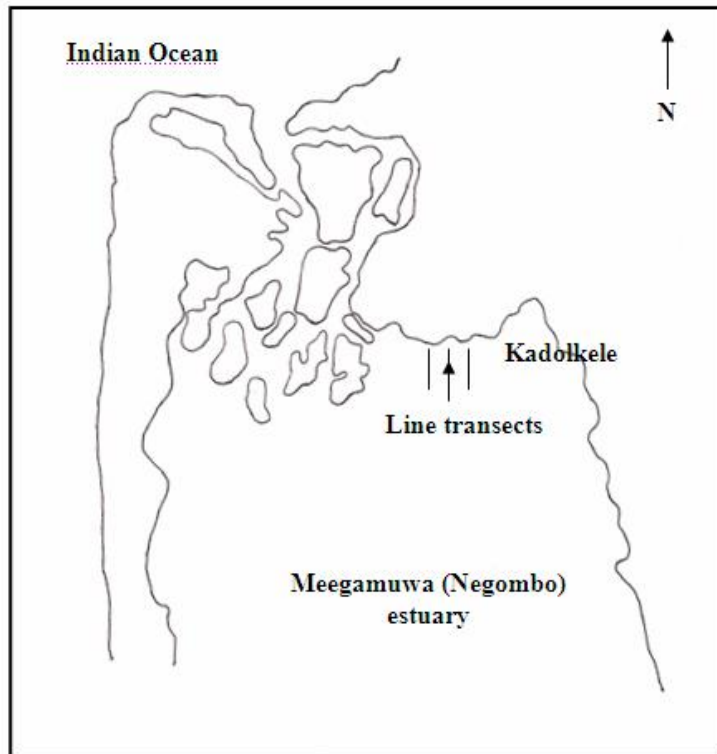 Indian Ocean
N
Kadolkele
Line transects
Meegamuwa (Negombo)
estuary